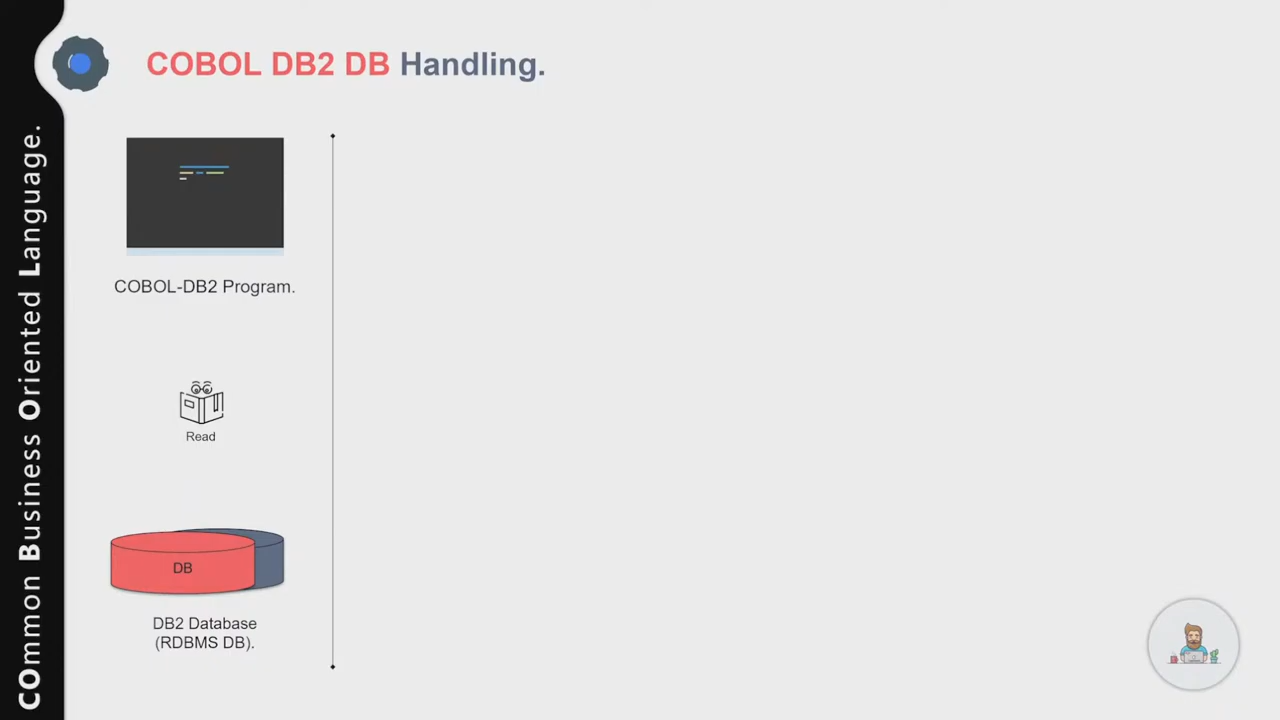 COBOL DB2 DB Handling.
COmmon Business Oriented Language.
COBOL-DB2 Program.
Read
DB
DB2 Database
(RDBMS DB).